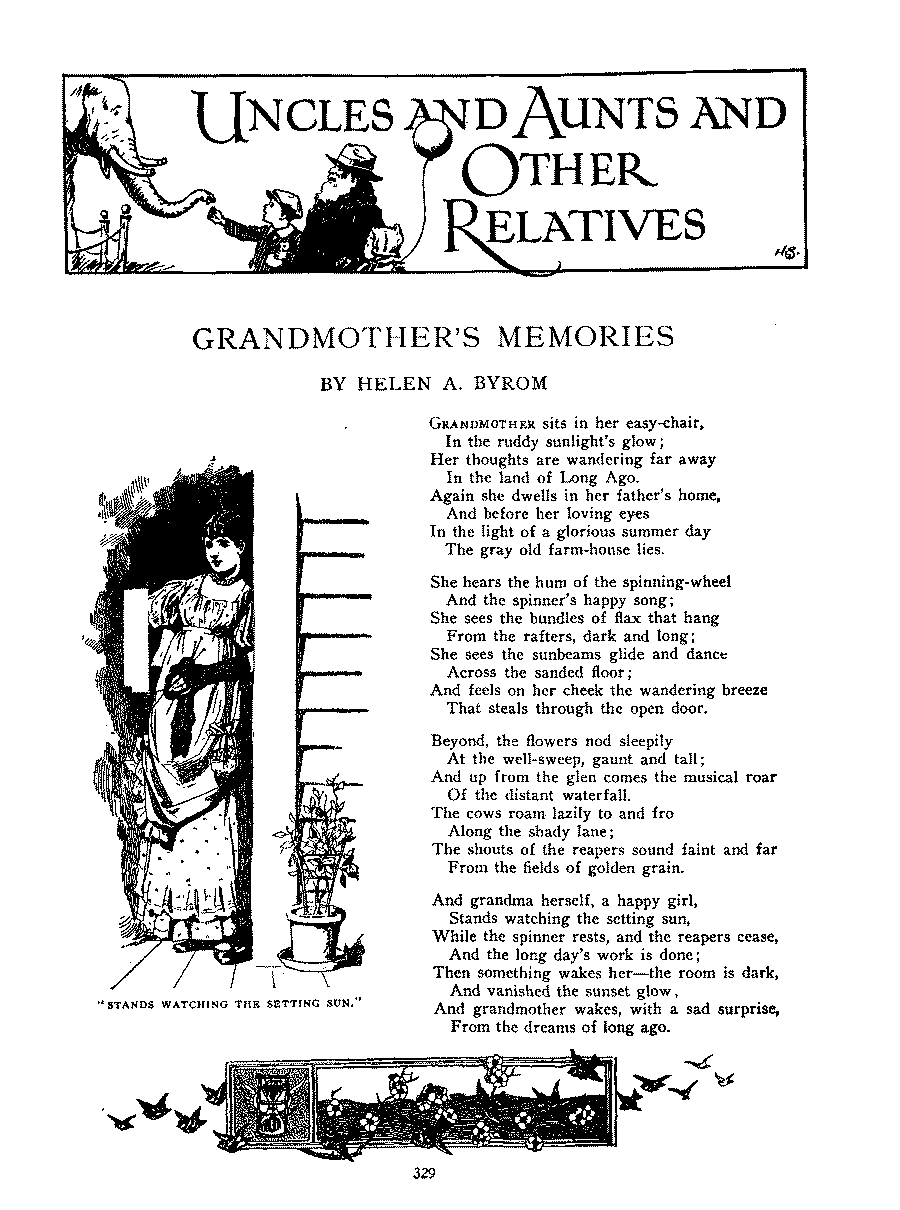 UNCLES AND AUNTS AND
OTHER
RELATIVES
HS.
GRANDMOTHER'S MEMORIES
BY HELEN A. BYROM
GRANDMOTHER sits in her easy-chair,
In the ruddy sunlight's glow;
Her thoughts are wandering far away
In the land of Long Ago.
Again she dwells in her father's home,
And before her loving eyes
In the light of a glorious summer day
The gray old farm-house lies.
She hears the hum of the spinning-wheel
And the spinner's happy song;
She sees the bundles of flax that hang
From the rafters, dark and long;
She sees the sunbeams glide and dance
Across the sanded floor;
And feels on her cheek the wandering breeze
That steals through the open door.
Beyond, the flowers nod sleepily
At the well-sweep, gaunt and tall;
And up from the glen comes the musical roar
Of the distant waterfall.
The cows roam lazily to and fro
Along the shady lane;
The shouts of the reapers sound faint and far
From the fields of golden grain.
And grandma herself, a happy girl,
Stands watching the setting sun,
While the spinner rests, and the reapers cease,
And the long day's work is done;
Then something wakes her—the room is dark,
And vanished the sunset glow,
And grandmother wakes, with a sad surprise,
From the dreams of long ago.
"STANDS WATCHING THE SETTING SUN."
329